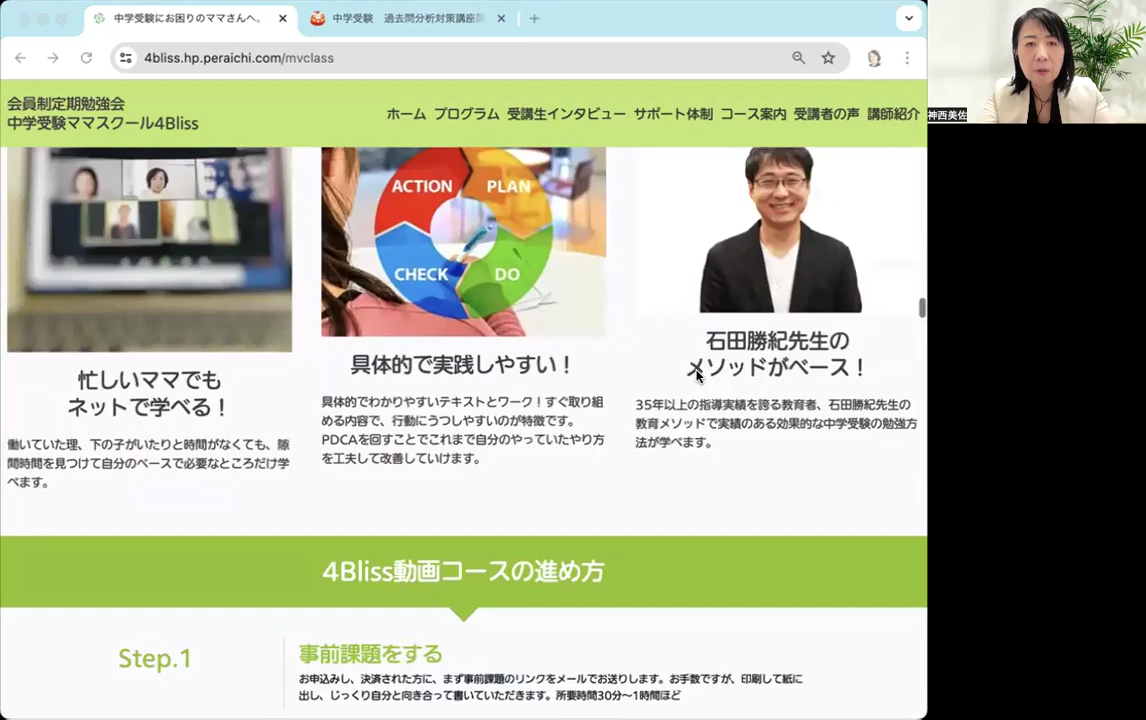 中学受験にお困りのママさんへ。
中学受験　過去問分析対策講座
4bliss.hp.peraichi.com/mvclass
会員制定期勉強会
中学受験ママスクール4Bliss
ホーム プログラム 受講生インタビュー サポート体制 コース案内 受講者の声 講師紹介
神西美佐
ACTION
PLAN
CHECK
DO
忙しいママでも
ネットで学べる！
働いていた理、下の子がいたりと時間がなくても、隙
間時間を見つけて自分のペースで必要なところだけ学
べます。
具体的で実践しやすい！
具体的でわかりやすいテキストとワーク！すぐ取り組
める内容で、行動にうつしやすいのが特徴です。
PDCAを回すことでこれまで自分のやっていたやり方
を工夫して改善していけます。
石田勝紀先生の
メソッドがベース！
35年以上の指導実績を誇る教育者、石田勝紀先生の
教育メソッドで実績のある効果的な中学受験の勉強方
法が学べます。
4Bliss動画コースの進め方
Step.1
事前課題をする
お申込みし、決済された方に、まず事前課題のリンクをメールでお送りします。お手数ですが、印刷して紙に
出し、じっくり自分と向き合って書いていただきます。所要時間30分〜1時間ほど